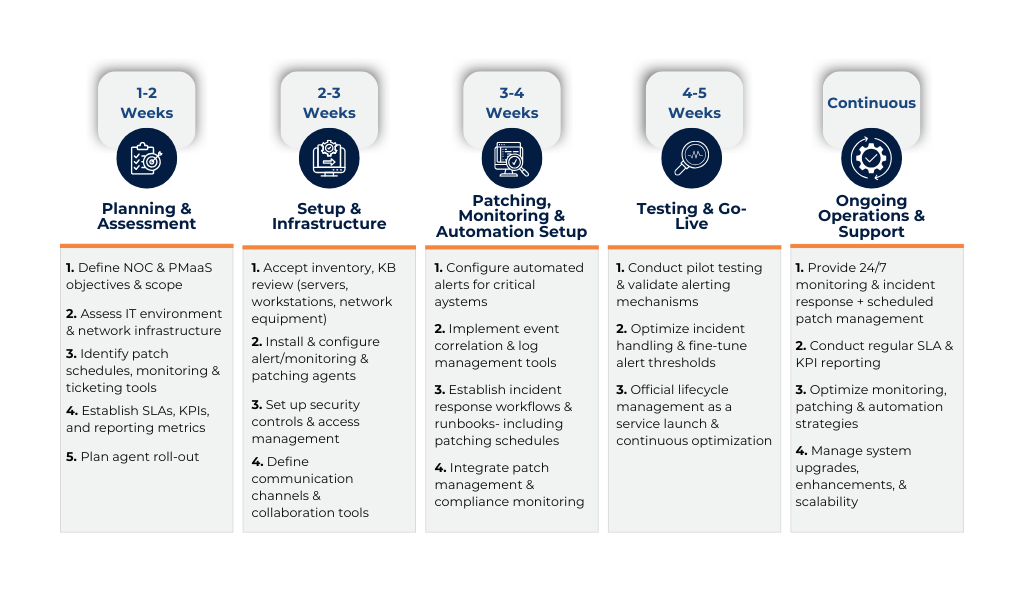 1-2
Weeks
Planning &
Assessment
1. Define NOC & PMaaS
objectives & scope
2. Assess IT environment
& network infrastructure
3. Identify patch
schedules, monitoring &
ticketing tools
4. Establish SLAs, KPIs,
and reporting metrics
5. Plan agent roll-out
2-3
Weeks
Setup &
Infrastructure
1. Accept inventory, KB
review (servers,
workstations, network
equipment)
2. Install & configure
alert/monitoring &
patching agents
3. Set up security
controls & access
management
4. Define
communication
channels &
collaboration tools
3-4
Weeks
Patching,
Monitoring &
Automation Setup
1. Configure automated
alerts for critical
aystems
2. Implement event
correlation & log
management tools
3. Establish incident
response workflows &
runbooks- including
patching schedules
4. Integrate patch
management &
compliance monitoring
4-5
Weeks
Testing & Go-
Live
1. Conduct pilot testing
& validate alerting
mechanisms
2. Optimize incident
handling & fine-tune
alert thresholds
3. Official lifecycle
management as a
service launch &
continuous optimization
Continuous
Ongoing
Operations &
Support
1. Provide 24/7
monitoring & incident
response + scheduled
patch management
2. Conduct regular SLA &
KPI reporting
3. Optimize monitoring,
patching & automation
strategies
4. Manage system
upgrades,
enhancements, &
scalability